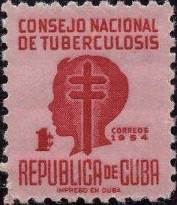 CONSEJO NACIONAL
DE TUBERCULOSIS
1¢
CORREOS
1954
REPUBLICA DE CUBA
IMPRESO EN CUBA